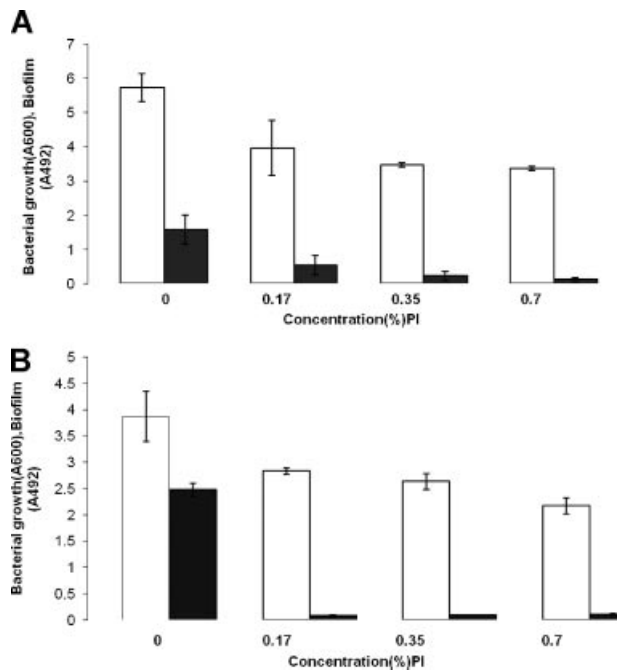 A
Bacterial growth(A600), Biofilm
(A492)
7
6
5
4
3
2
1
0
0 0.17 0.35 0.7
Concentration(%)PI
B
Bacterial growth(A600),Biofilm
(A492)
5
4.5
4
3.5
3
2.5
2
1.5
1
0.5
0
0 0.17 0.35 0.7
Concentration(%)PI